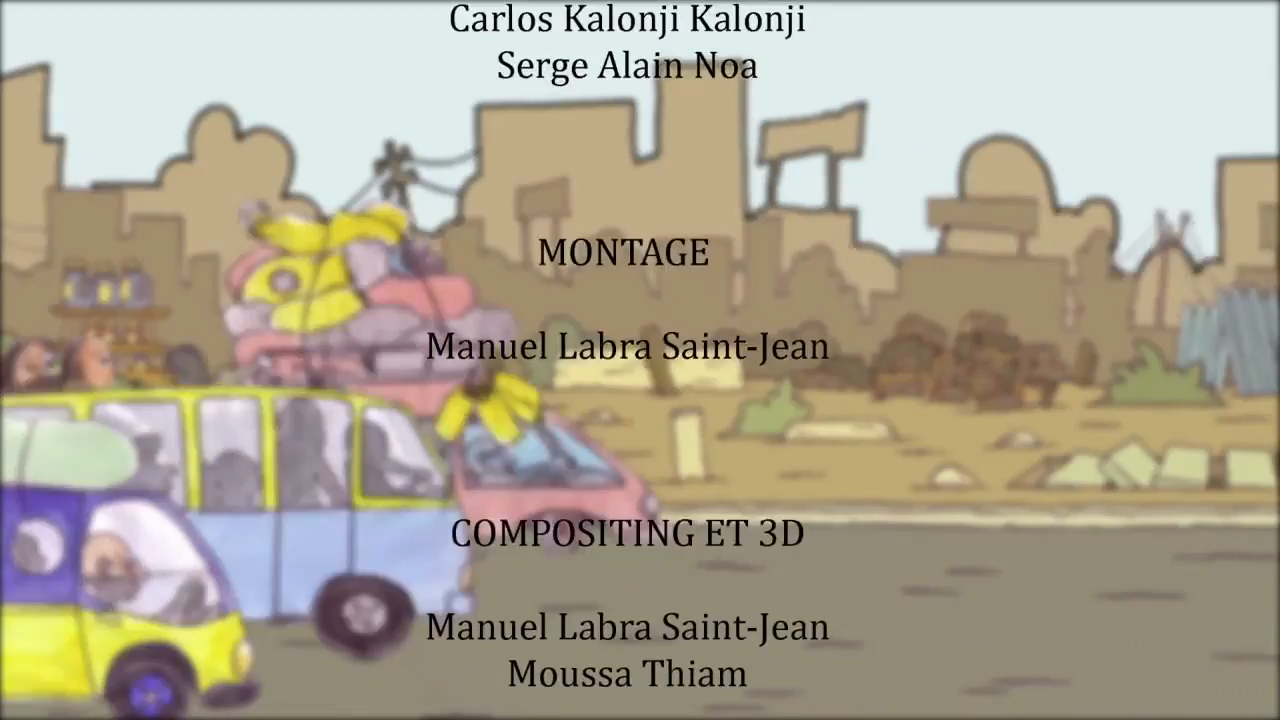 Carlos Kalonji Kalonji
Serge Alain Noa
MONTAGE
Manuel Labra Saint-Jean
COMPOSITING ET 3D
Manuel Labra Saint-Jean
Moussa Thiam